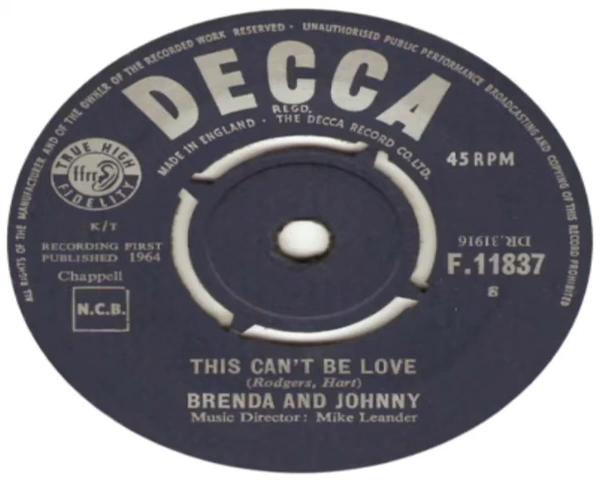 ALL RIGHTS OF THE MANUFACTURER AND OF THE OWNER OF THE RECORDED WORK RESERVED · UNAUTHORISED PUBLIC PERFORMANCE BROADCASTING AND COPYING OF THIS RECORD PROHIBITED
DECCA
REGD.
MADE IN ENGLAND · THE DECCA RECORD CO. LTD.
TRUE HIGH
ffrr
FIDELITY
45 RPM
K/T
RECORDING FIRST
PUBLISHED 1964
Chappell
N.C.B.
DR.31916
F.11837
THIS CAN'T BE LOVE
(Rodgers, Hart)
BRENDA AND JOHNNY
Music Director: Mike Leander